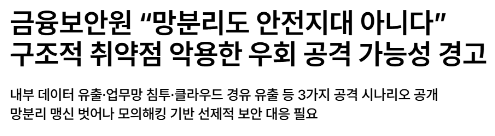 금융보안원 “망분리도 안전지대 아니다”
구조적 취약점 악용한 우회 공격 가능성 경고
내부 데이터 유출·업무망 침투·클라우드 경유 유출 등 3가지 공격 시나리오 공개
망분리 맹신 벗어나 모의해킹 기반 선제적 보안 대응 필요